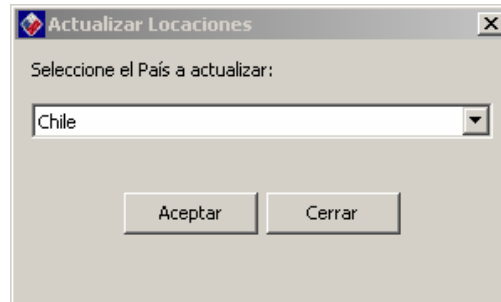 Actualizar Locaciones
Seleccione el País a actualizar:
Chile
Aceptar Cerrar